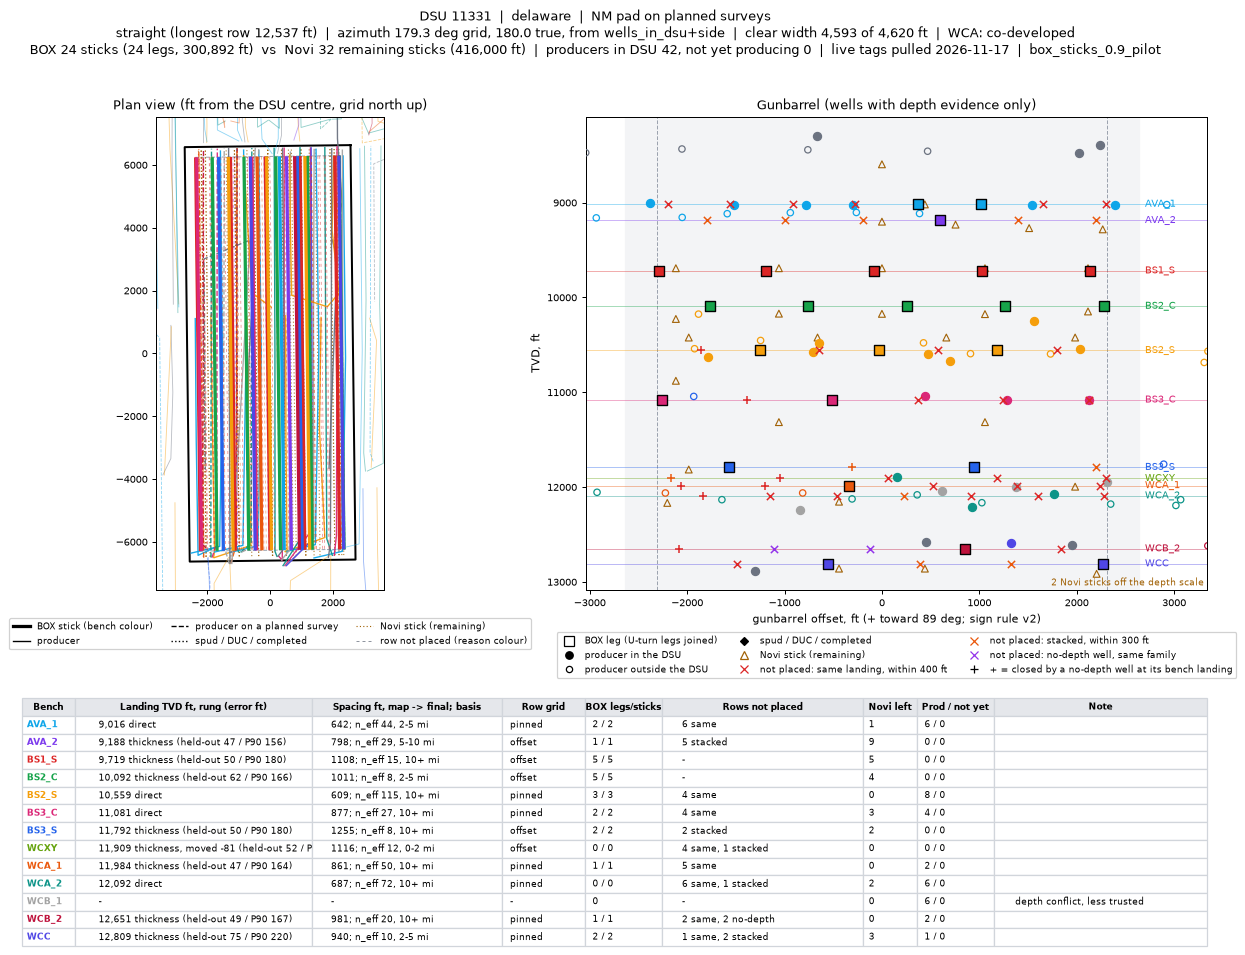 DSU 11331 | delaware | NM pad on planned surveys
straight (longest row 12,537 ft) | azimuth 179.3 deg grid, 180.0 true, from wells_in_dsu+side | clear width 4,593 of 4,620 ft | WCA: co-developed
BOX 24 sticks (24 legs, 300,892 ft) vs Novi 32 remaining sticks (416,000 ft) | producers in DSU 42, not yet producing 0 | live tags pulled 2026-11-17 | box_sticks_0.9_pilot
Plan view (ft from the DSU centre, grid north up)
6000
4000
2000
0
−2000
−4000
−6000
−2000 0 2000
BOX stick (bench colour)
producer
producer on a planned survey
spud / DUC / completed
Novi stick (remaining)
row not placed (reason colour)
Gunbarrel (wells with depth evidence only)
TVD, ft
9000
10000
11000
12000
13000
AVA_1
AVA_2
BS1_S
BS2_C
BS2_S
BS3_C
BS3_S
WCXY
WCA_1
WCA_2
WCB_2
WCC
2 Novi sticks off the depth scale
−3000 −2000 −1000 0 1000 2000 3000
gunbarrel offset, ft (+ toward 89 deg; sign rule v2)
BOX leg (U-turn legs joined)
producer in the DSU
producer outside the DSU
spud / DUC / completed
Novi stick (remaining)
not placed: same landing, within 400 ft
not placed: stacked, within 300 ft
not placed: no-depth well, same family
+ = closed by a no-depth well at its bench landing
Bench Landing TVD ft, rung (error ft) Spacing ft, map -> final; basis Row grid BOX legs/sticks Rows not placed Novi left Prod / not yet Note
AVA_1 9,016 direct 642; n_eff 44, 2-5 mi pinned 2 / 2 6 same 1 6 / 0
AVA_2 9,188 thickness (held-out 47 / P90 156) 798; n_eff 29, 5-10 mi offset 1 / 1 5 stacked 9 0 / 0
BS1_S 9,719 thickness (held-out 50 / P90 180) 1108; n_eff 15, 10+ mi offset 5 / 5 - 5 0 / 0
BS2_C 10,092 thickness (held-out 62 / P90 166) 1011; n_eff 8, 2-5 mi offset 5 / 5 - 4 0 / 0
BS2_S 10,559 direct 609; n_eff 115, 10+ mi pinned 3 / 3 4 same 0 8 / 0
BS3_C 11,081 direct 877; n_eff 27, 10+ mi pinned 2 / 2 4 same 3 4 / 0
BS3_S 11,792 thickness (held-out 50 / P90 180) 1255; n_eff 8, 10+ mi offset 2 / 2 2 stacked 2 0 / 0
WCXY 11,909 thickness, moved -81 (held-out 52 / P 1116; n_eff 12, 0-2 mi offset 0 / 0 4 same, 1 stacked 0 0 / 0
WCA_1 11,984 thickness (held-out 47 / P90 164) 861; n_eff 50, 10+ mi pinned 1 / 1 5 same 0 2 / 0
WCA_2 12,092 direct 687; n_eff 72, 10+ mi pinned 0 / 0 6 same, 1 stacked 2 6 / 0
WCB_1 - - - 0 - 0 6 / 0 depth conflict, less trusted
WCB_2 12,651 thickness (held-out 49 / P90 167) 981; n_eff 20, 10+ mi pinned 1 / 1 2 same, 2 no-depth 0 2 / 0
WCC 12,809 thickness (held-out 75 / P90 220) 940; n_eff 10, 2-5 mi pinned 2 / 2 1 same, 2 stacked 3 1 / 0